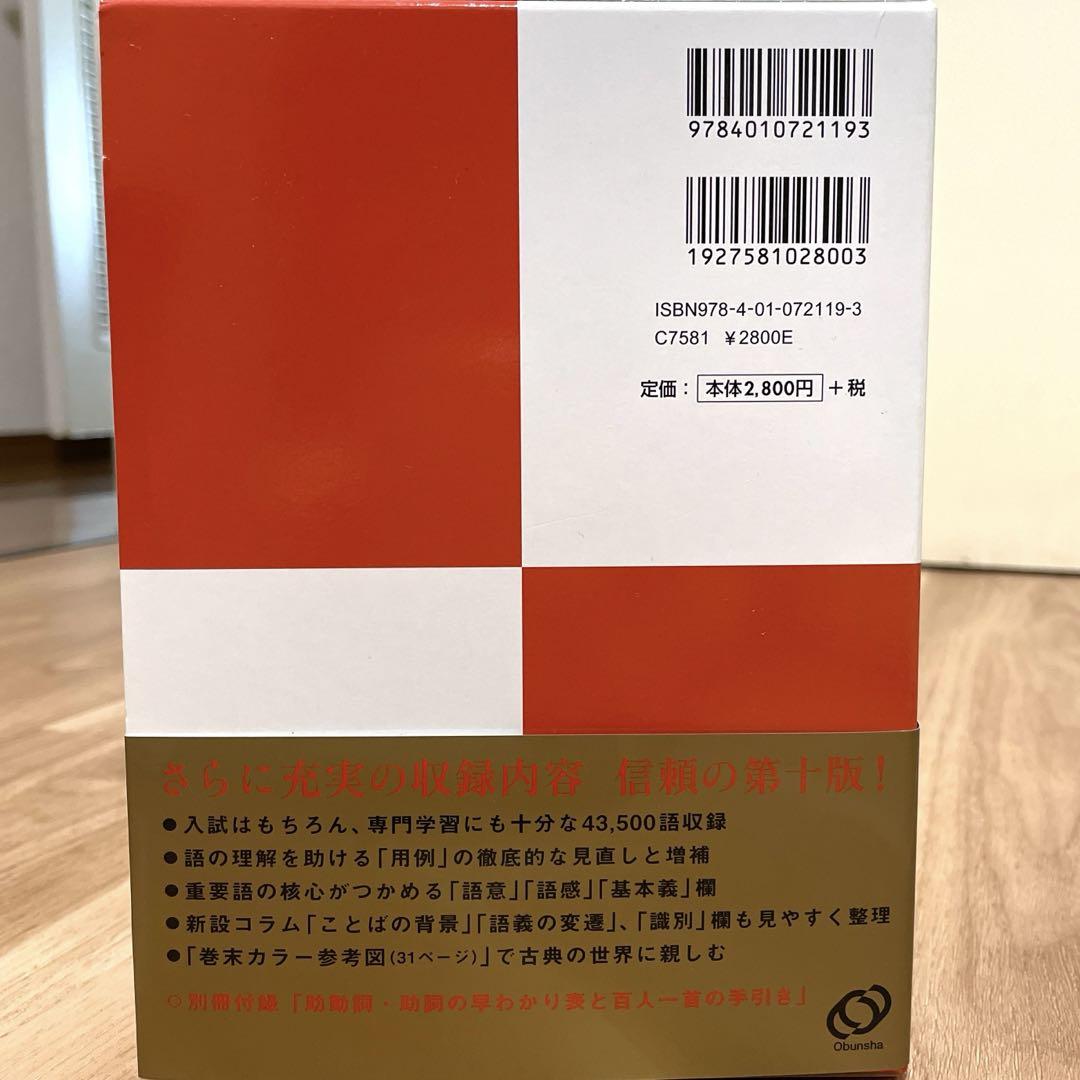 9784010721193
1927581028003
ISBN978-4-01-072119-3
C7581 ¥2800E
定価：本体2,800円＋税
さらに充実の収録内容 信頼の第十版！
●入試はもちろん、専門学習にも十分な43,500語収録
●語の理解を助ける「用例」の徹底的な見直しと増補
●重要語の核心がつかめる「語意」「語感」「基本義」欄
●新設コラム「ことばの背景」「語義の変遷」、「識別」欄も見やすく整理
●「巻末カラー参考図(31ページ)」で古典の世界に親しむ
○別冊付録「助動詞・助詞の早わかり表と百人一首の手引き」
Obunsha